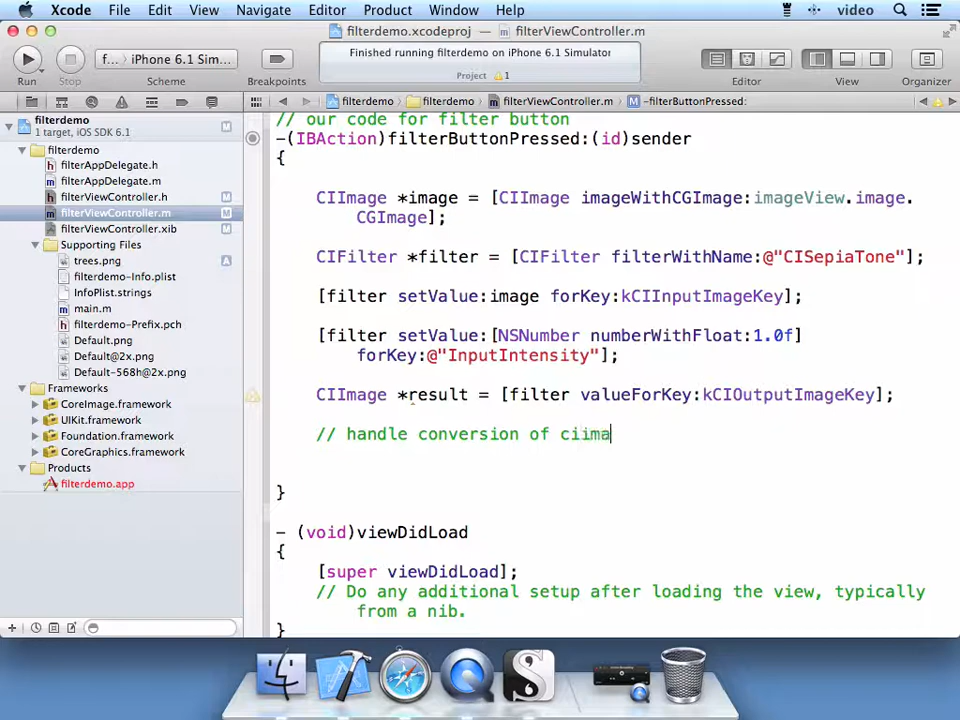 Xcode File Edit View Navigate Editor Product Window Help video
filterdemo.xcodeproj — filterViewController.m
Run Stop
f... iPhone 6.1 Sim...
Scheme
Breakpoints
Finished running filterdemo on iPhone 6.1 Simulator
Project 1
Editor
View
Organizer
filterdemo
filterdemo
filterViewController.m
M -filterButtonPressed:
filterdemo M
1 target, iOS SDK 6.1
filterdemo
h filterAppDelegate.h
m filterAppDelegate.m
h filterViewController.h M
m filterViewController.m M
filterViewController.xib M
Supporting Files
trees.png A
filterdemo-Info.plist
InfoPlist.strings
m main.m
filterdemo-Prefix.pch
Default.png
Default@2x.png
Default-568h@2x.png
Frameworks
CoreImage.framework
UIKit.framework
Foundation.framework
CoreGraphics.framework
Products
filterdemo.app
// our code for filter button
-(IBAction)filterButtonPressed:(id)sender
{
CIImage *image = [CIImage imageWithCGImage:imageView.image.
CGImage];
CIFilter *filter = [CIFilter filterWithName:@"CISepiaTone"];
[filter setValue:image forKey:kCIInputImageKey];
[filter setValue:[NSNumber numberWithFloat:1.0f]
forKey:@"InputIntensity"];
CIImage *result = [filter valueForKey:kCIOutputImageKey];
// handle conversion of ciima
}
- (void)viewDidLoad
{
[super viewDidLoad];
// Do any additional setup after loading the view, typically
from a nib.
}